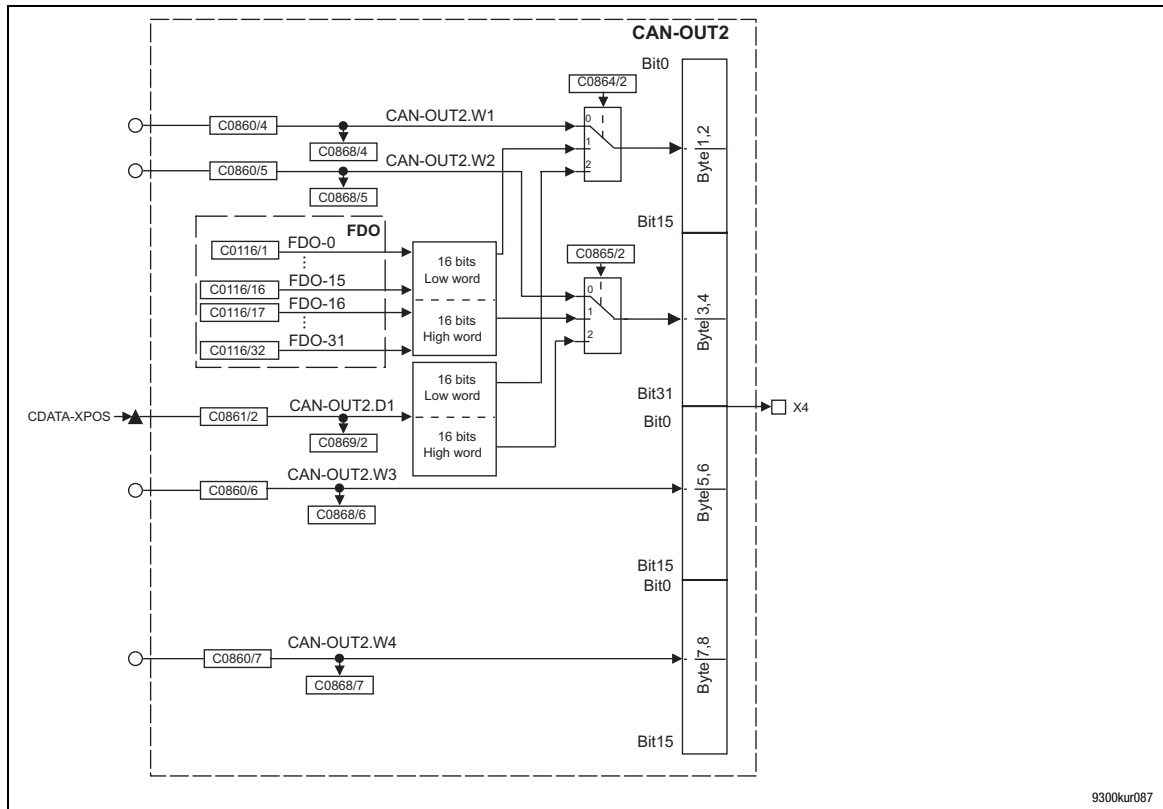 CAN-OUT2
Bit0
C0864/2
C0860/4
CAN-OUT2.W1
0
1
2
C0868/4
C0860/5
CAN-OUT2.W2
C0868/5
Byte 1,2
Bit15
FDO
C0116/1
FDO-0
C0116/16
FDO-15
C0116/17
FDO-16
C0116/32
FDO-31
16 bits
Low word
16 bits
High word
C0865/2
0
1
2
Byte 3,4
Bit31
Bit0
X4
CDATA-XPOS
C0861/2
CAN-OUT2.D1
C0869/2
16 bits
Low word
16 bits
High word
C0860/6
CAN-OUT2.W3
C0868/6
Byte 5,6
Bit15
Bit0
C0860/7
CAN-OUT2.W4
C0868/7
Byte 7,8
Bit15
9300kur087